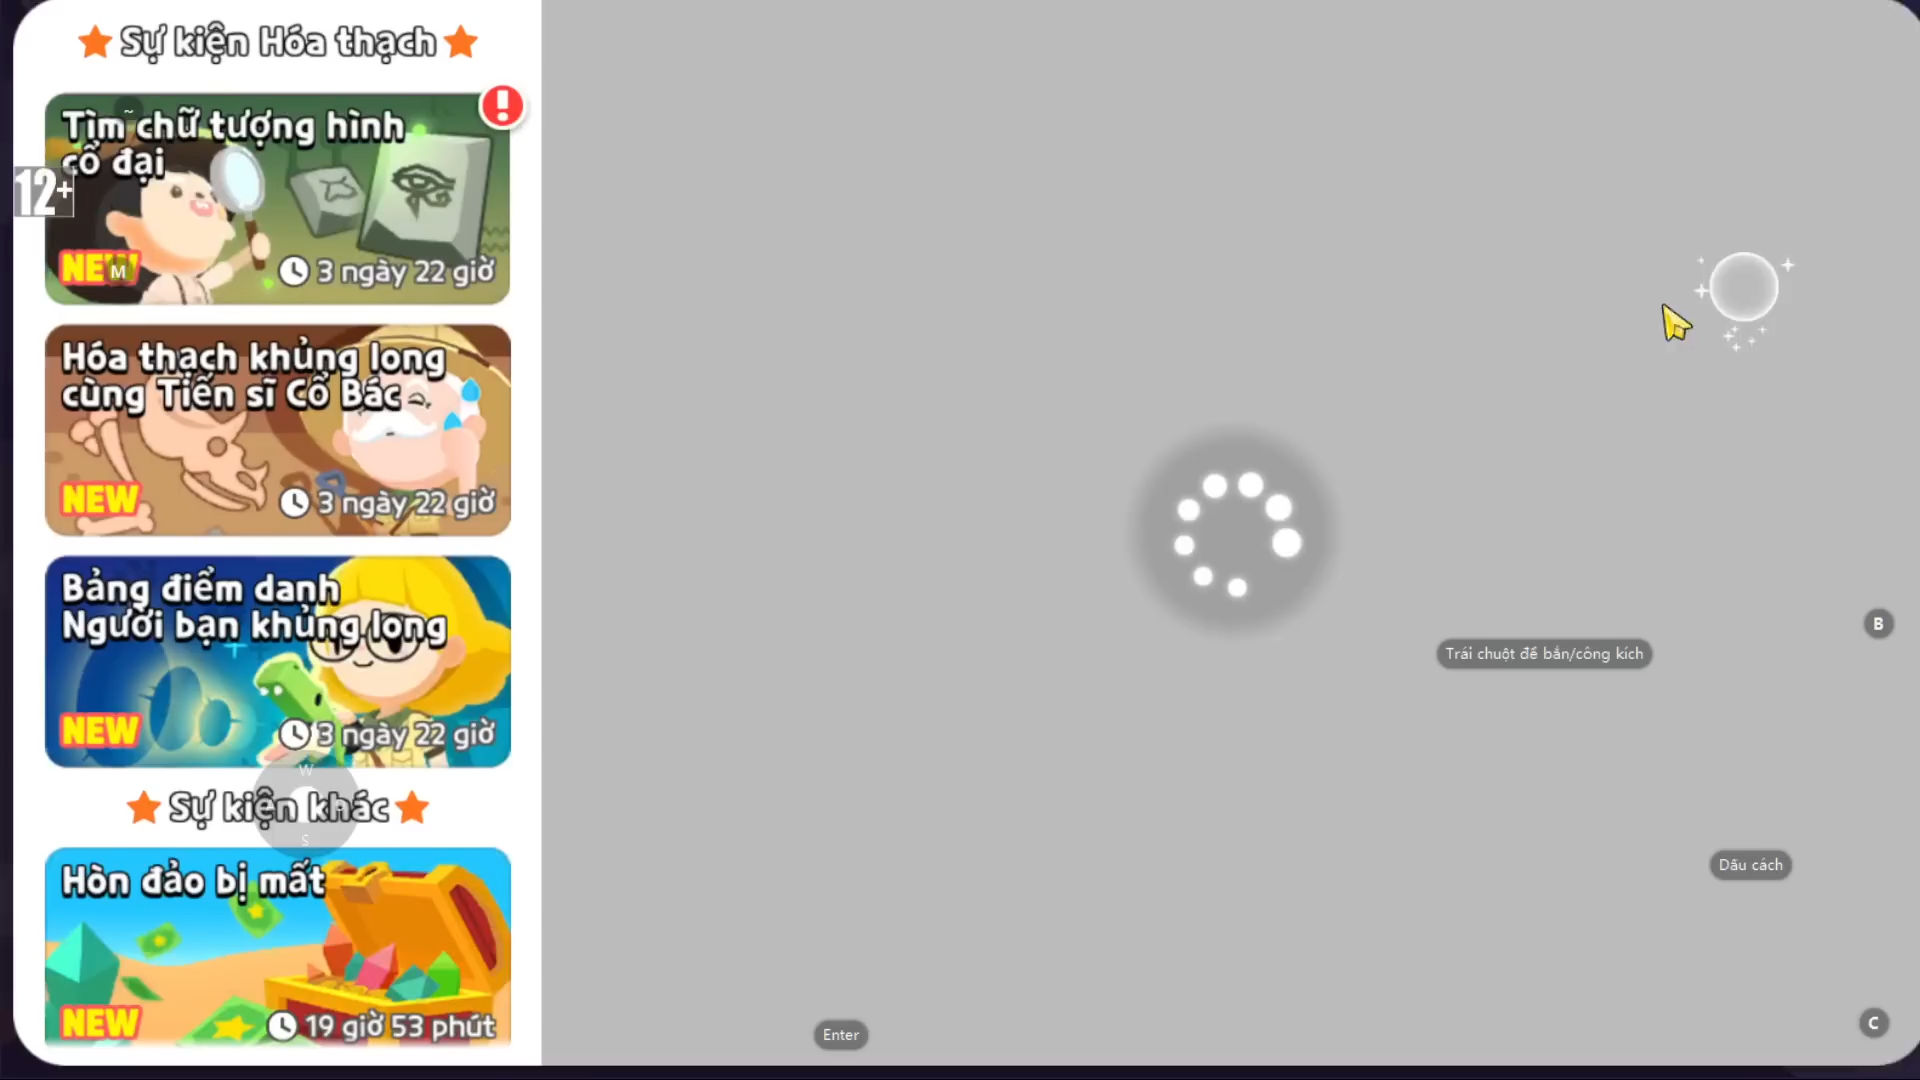 Sự kiện Hóa thạch
~
Tìm chữ tượng hình
cổ đại
12+
NEW
M
3 ngày 22 giờ
Hóa thạch khủng long
cùng Tiến sĩ Cổ Bác
NEW
3 ngày 22 giờ
Bảng điểm danh
Người bạn khủng long
NEW
3 ngày 22 giờ
W
Sự kiện khác
S
Hòn đảo bị mất
NEW
19 giờ 53 phút
B
Trái chuột để bắn/công kích
Dấu cách
C
Enter